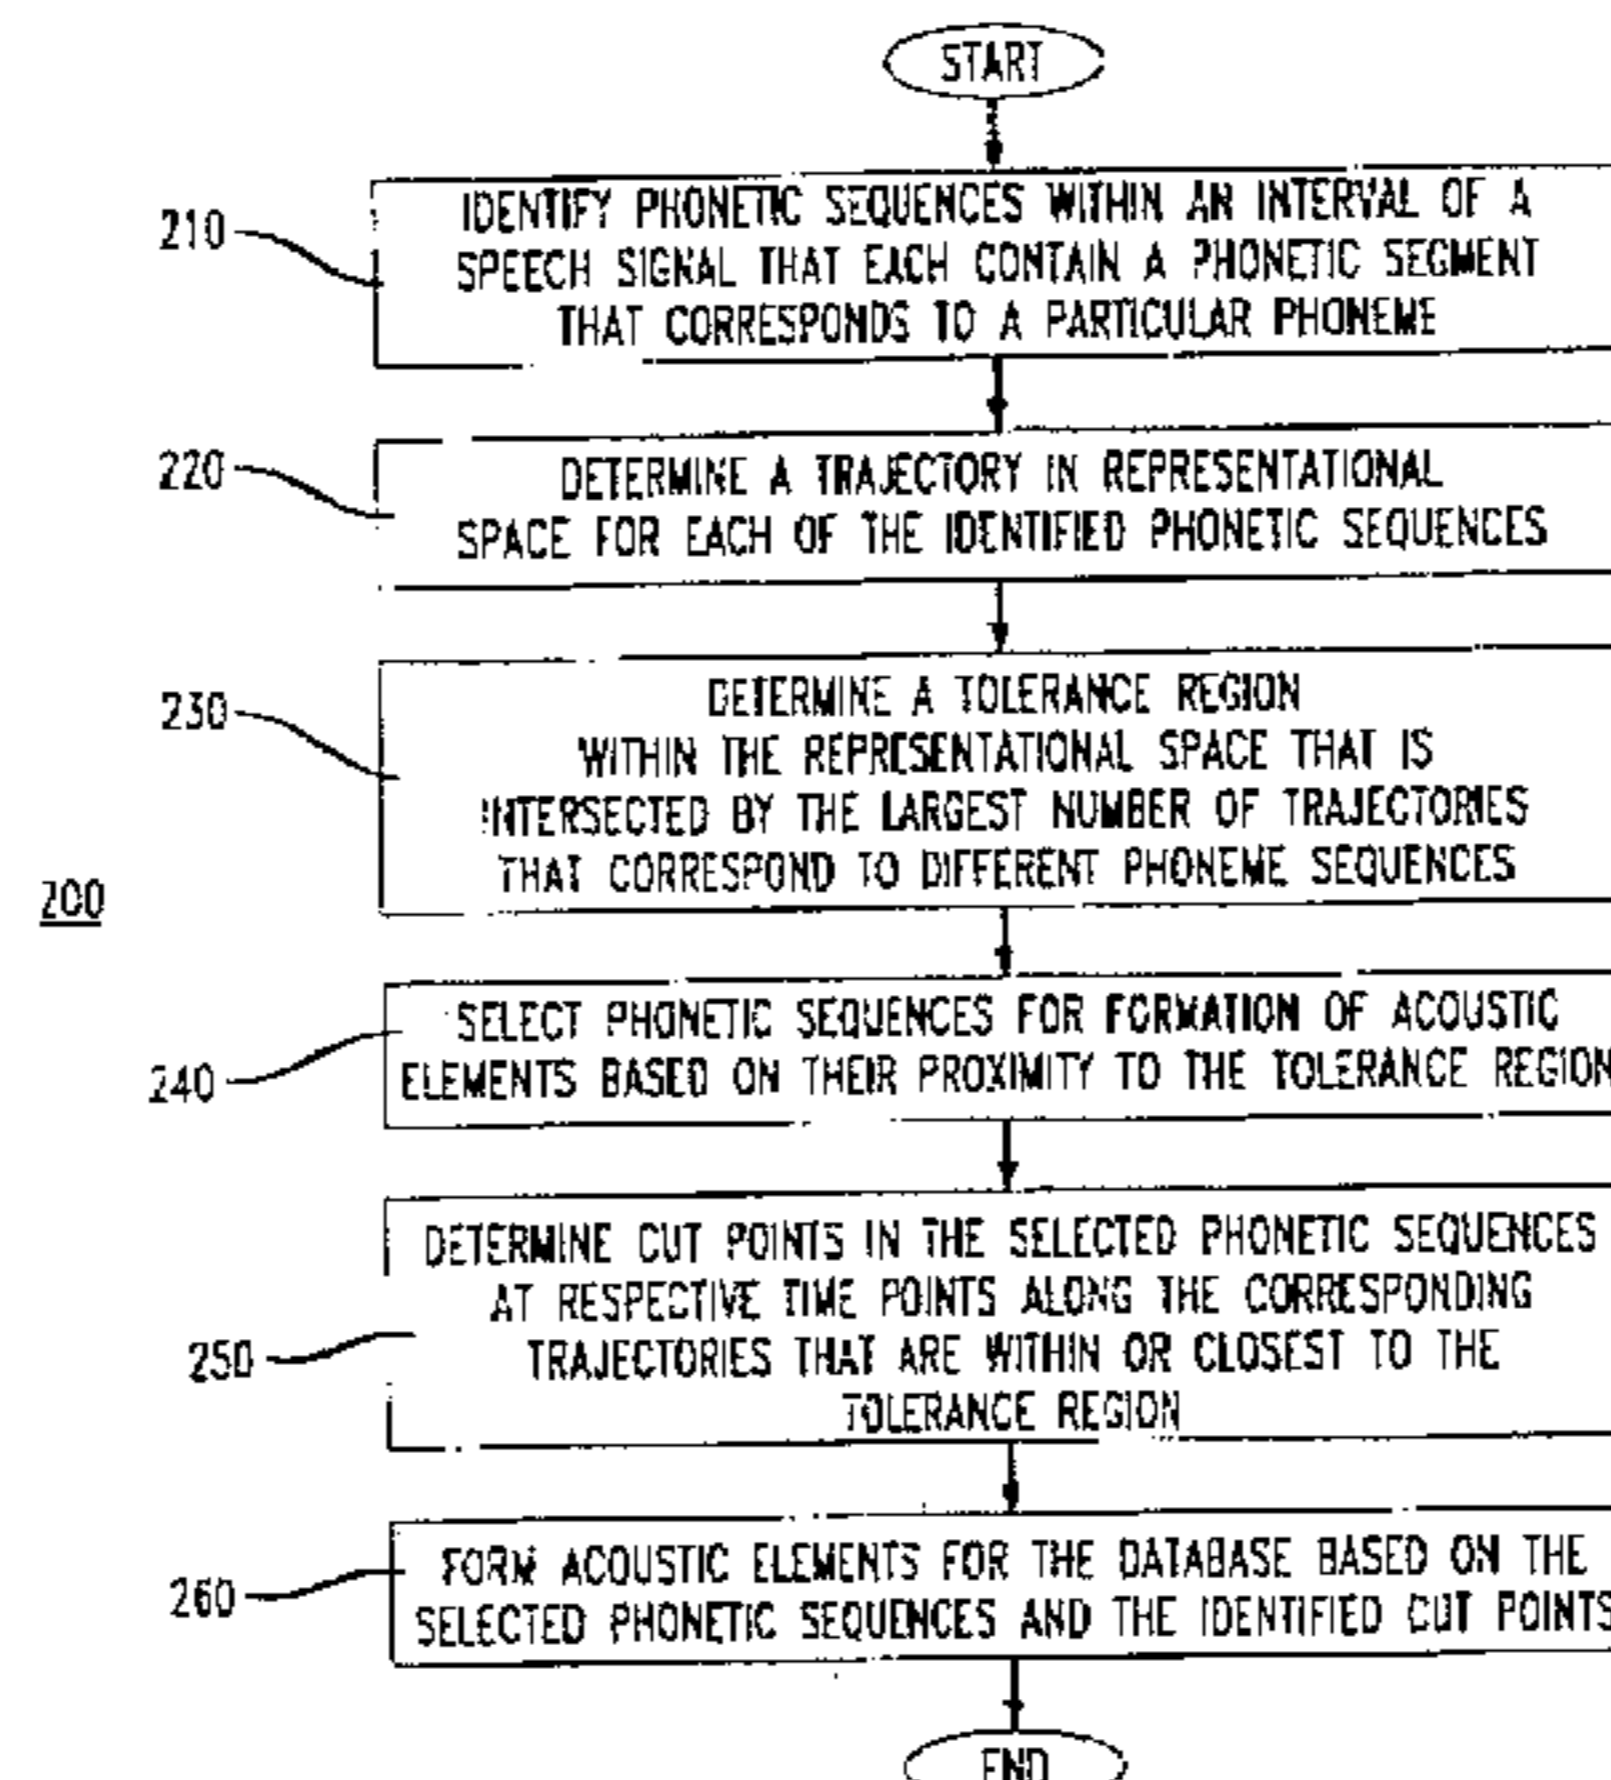 START
210
IDENTIFY PHONETIC SEQUENCES WITHIN AN INTERVAL OF A
SPEECH SIGNAL THAT EACH CONTAIN A PHONETIC SEGMENT
THAT CORRESPONDS TO A PARTICULAR PHONEME
220
DETERMINE A TRAJECTORY IN REPRESENTATIONAL
SPACE FOR EACH OF THE IDENTIFIED PHONETIC SEQUENCES
230
DETERMINE A TOLERANCE REGION
WITHIN THE REPRESENTATIONAL SPACE THAT IS
INTERSECTED BY THE LARGEST NUMBER OF TRAJECTORIES
THAT CORRESPOND TO DIFFERENT PHONEME SEQUENCES
200
240
SELECT PHONETIC SEQUENCES FOR FORMATION OF ACOUSTIC
ELEMENTS BASED ON THEIR PROXIMITY TO THE TOLERANCE REGION
250
DETERMINE CUT POINTS IN THE SELECTED PHONETIC SEQUENCES
AT RESPECTIVE TIME POINTS ALONG THE CORRESPONDING
TRAJECTORIES THAT ARE WITHIN OR CLOSEST TO THE
TOLERANCE REGION
260
FORM ACOUSTIC ELEMENTS FOR THE DATABASE BASED ON THE
SELECTED PHONETIC SEQUENCES AND THE IDENTIFIED CUT POINTS
END